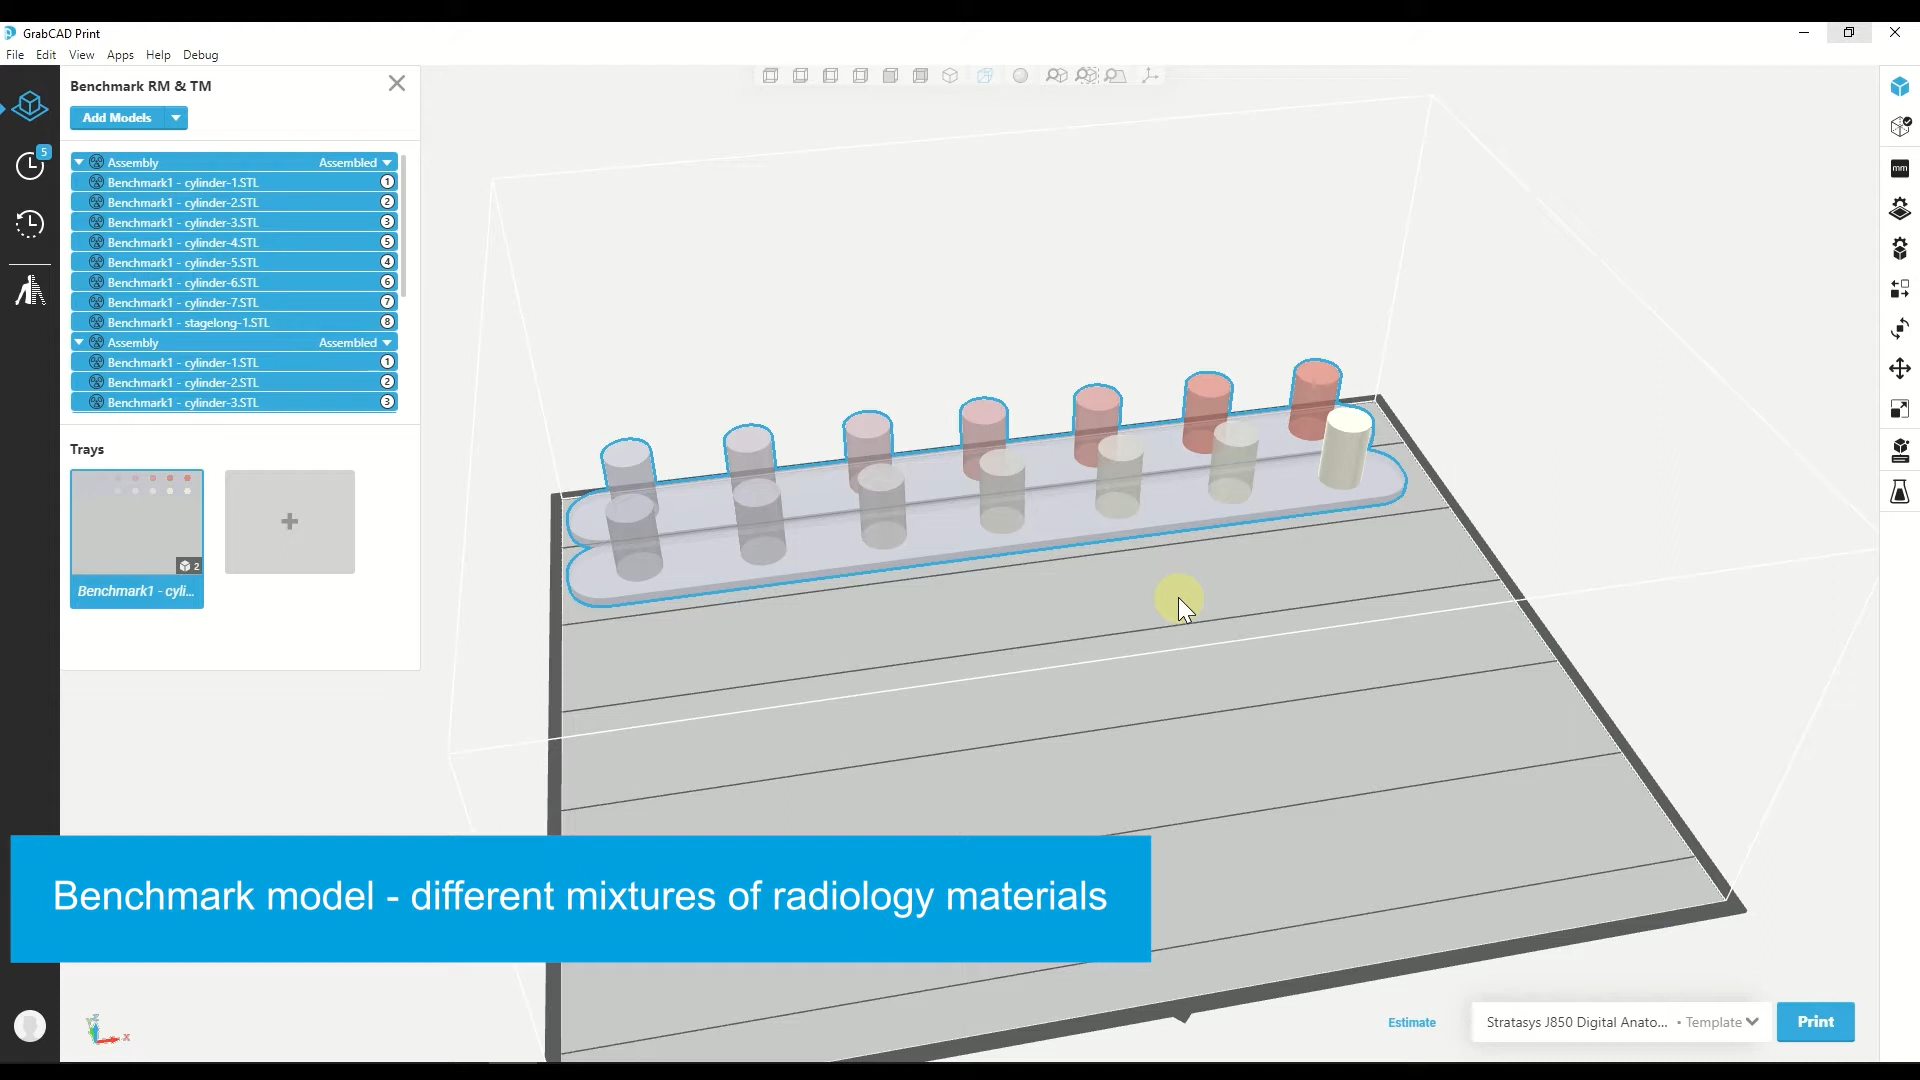 GrabCAD Print
File Edit View Apps Help Debug
Benchmark RM & TM
Add Models
5
Assembly Assembled
Benchmark1 - cylinder-1.STL 1
Benchmark1 - cylinder-2.STL 2
Benchmark1 - cylinder-3.STL 3
Benchmark1 - cylinder-4.STL 5
Benchmark1 - cylinder-5.STL 4
Benchmark1 - cylinder-6.STL 6
Benchmark1 - cylinder-7.STL 7
Benchmark1 - stagelong-1.STL 8
Assembly Assembled
Benchmark1 - cylinder-1.STL 1
Benchmark1 - cylinder-2.STL 2
Benchmark1 - cylinder-3.STL 3
Trays
2
Benchmark1 - cyli...
mm
Benchmark model - different mixtures of radiology materials
X
Estimate
Stratasys J850 Digital Anato... • Template
Print